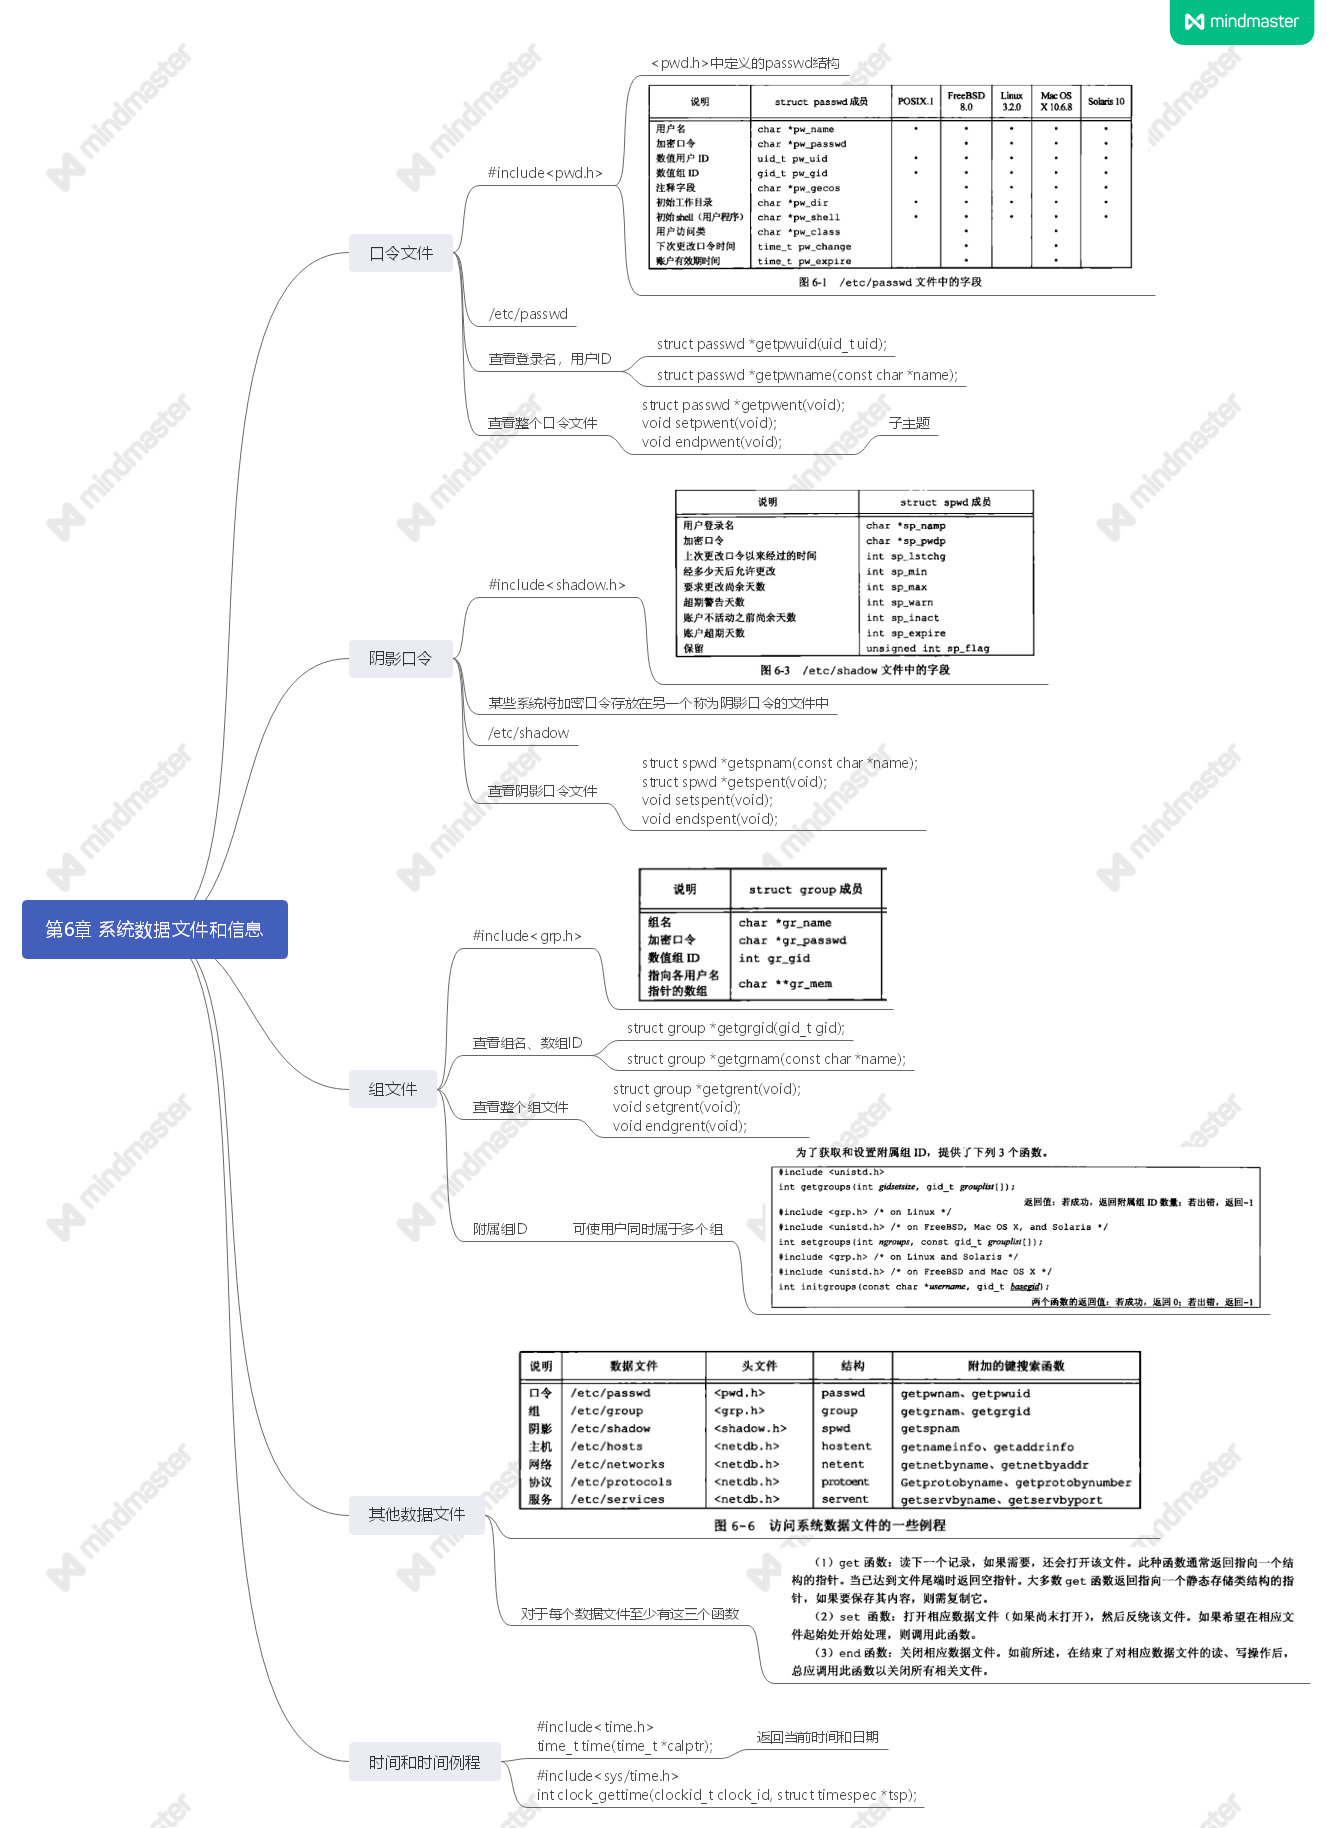 mindmaster
第6章 系统数据文件和信息
口令文件
#include<pwd.h>
<pwd.h>中定义的passwd结构
说明 struct passwd 成员 POSIX.1 FreeBSD 8.0 Linux 3.2.0 Mac OS X 10.6.8 Solaris 10
用户名 char *pw_name • • • • •
加密口令 char *pw_passwd • • • •
数值用户 ID uid_t pw_uid • • • • •
数值组 ID gid_t pw_gid • • • • •
注释字段 char *pw_gecos • • • •
初始工作目录 char *pw_dir • • • • •
初始 shell（用户程序） char *pw_shell • • • • •
用户访问类 char *pw_class • •
下次更改口令时间 time_t pw_change • •
账户有效期时间 time_t pw_expire • •
图 6-1 /etc/passwd 文件中的字段
/etc/passwd
查看登录名，用户ID
struct passwd *getpwuid(uid_t uid);
struct passwd *getpwname(const char *name);
查看整个口令文件
struct passwd *getpwent(void);
void setpwent(void);
void endpwent(void);
子主题
阴影口令
#include<shadow.h>
说明 struct spwd 成员
用户登录名 char *sp_namp
加密口令 char *sp_pwdp
上次更改口令以来经过的时间 int sp_lstchg
经多少天后允许更改 int sp_min
要求更改尚余天数 int sp_max
超期警告天数 int sp_warn
账户不活动之前尚余天数 int sp_inact
账户超期天数 int sp_expire
保留 unsigned int sp_flag
图 6-3 /etc/shadow 文件中的字段
某些系统将加密口令存放在另一个称为阴影口令的文件中
/etc/shadow
查看阴影口令文件
struct spwd *getspnam(const char *name);
struct spwd *getspent(void);
void setspent(void);
void endspent(void);
组文件
#include<grp.h>
说明 struct group 成员
组名 char *gr_name
加密口令 char *gr_passwd
数值组 ID int gr_gid
指向各用户名指针的数组 char **gr_mem
查看组名、数组ID
struct group *getgrgid(gid_t gid);
struct group *getgrnam(const char *name);
查看整个组文件
struct group *getgrent(void);
void setgrent(void);
void endgrent(void);
附属组ID
可使用户同时属于多个组
为了获取和设置附属组 ID，提供了下列 3 个函数。
#include <unistd.h>
int getgroups(int gidsetsize, gid_t grouplist[]);
返回值：若成功，返回附属组 ID 数量；若出错，返回-1
#include <grp.h> /* on Linux */
#include <unistd.h> /* on FreeBSD, Mac OS X, and Solaris */
int setgroups(int ngroups, const gid_t grouplist[]);
#include <grp.h> /* on Linux and Solaris */
#include <unistd.h> /* on FreeBSD and Mac OS X */
int initgroups(const char *username, gid_t basegid);
两个函数的返回值：若成功，返回 0；若出错，返回-1
其他数据文件
说明 数据文件 头文件 结构 附加的键搜索函数
口令 /etc/passwd <pwd.h> passwd getpwnam、getpwuid
组 /etc/group <grp.h> group getgrnam、getgrgid
阴影 /etc/shadow <shadow.h> spwd getspnam
主机 /etc/hosts <netdb.h> hostent getnameinfo、getaddrinfo
网络 /etc/networks <netdb.h> netent getnetbyname、getnetbyaddr
协议 /etc/protocols <netdb.h> protoent Getprotobyname、getprotobynumber
服务 /etc/services <netdb.h> servent getservbyname、getservbyport
图 6-6 访问系统数据文件的一些例程
对于每个数据文件至少有这三个函数
（1）get 函数：读下一个记录，如果需要，还会打开该文件。此种函数通常返回指向一个结
构的指针。当已达到文件尾端时返回空指针。大多数 get 函数返回指向一个静态存储类结构的指
针，如果要保存其内容，则需复制它。
（2）set 函数：打开相应数据文件（如果尚末打开），然后反绕该文件。如果希望在相应文
件起始处开始处理，则调用此函数。
（3）end 函数：关闭相应数据文件。如前所述，在结束了对相应数据文件的读、写操作后，
总应调用此函数以关闭所有相关文件。
时间和时间例程
#include<time.h>
time_t time(time_t *calptr);
返回当前时间和日期
#include<sys/time.h>
int clock_gettime(clockid_t clock_id, struct timespec *tsp);